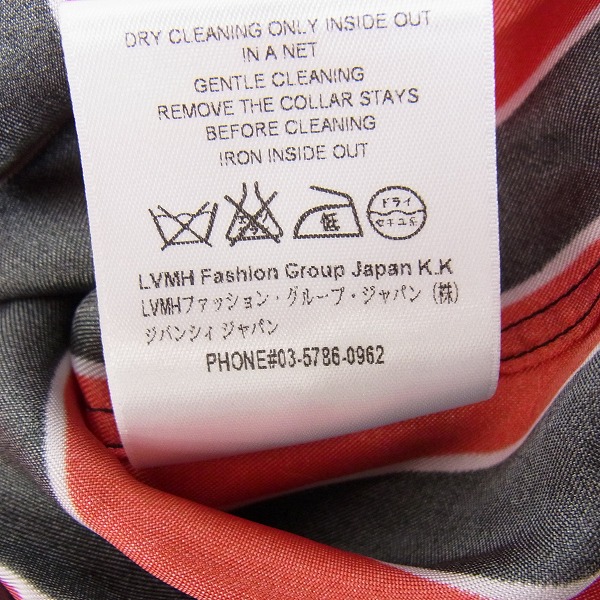 DRY CLEANING ONLY INSIDE OUT
IN A NET
GENTLE CLEANING
REMOVE THE COLLAR STAYS
BEFORE CLEANING
IRON INSIDE OUT
低
ドライ
セキユ系
LVMH Fashion Group Japan K.K
LVMHファッション・グループ・ジャパン（株）
ジバンシィ ジャパン
PHONE#03-5786-0962